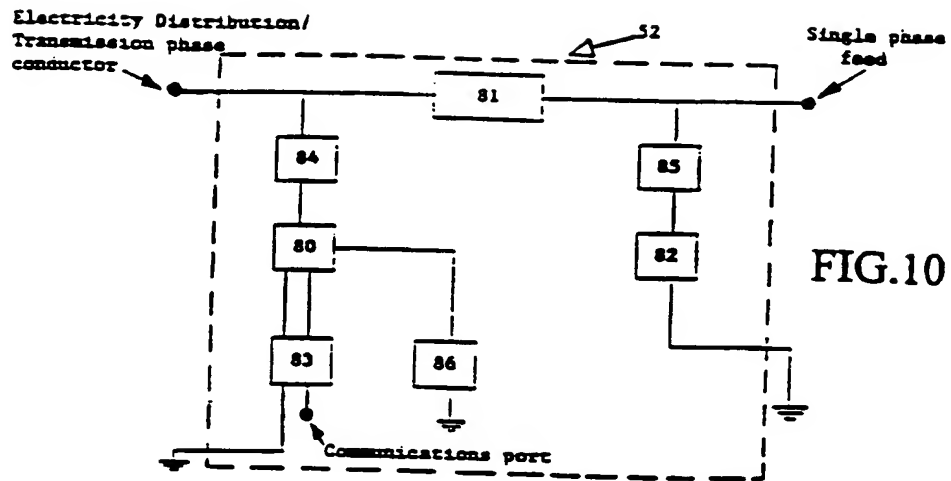 Electricity Distribution/
Transmission phase
conductor
52
Single phase
feed
81
84
85
80
82
FIG.10
83
86
Communications port